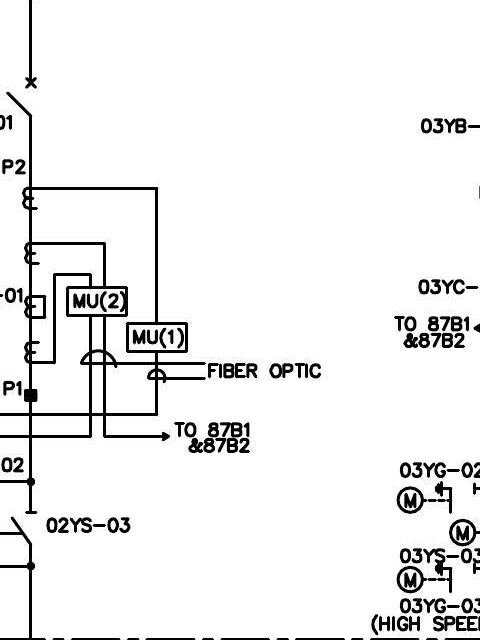 01
03YB-
P2
-01
MU(2)
03YC-
MU(1)
TO 87B1
&87B2
FIBER OPTIC
P1
TO 87B1
&87B2
02
03YG-02
M
02YS-03
M
03YS-03
M
03YG-03
(HIGH SPEE